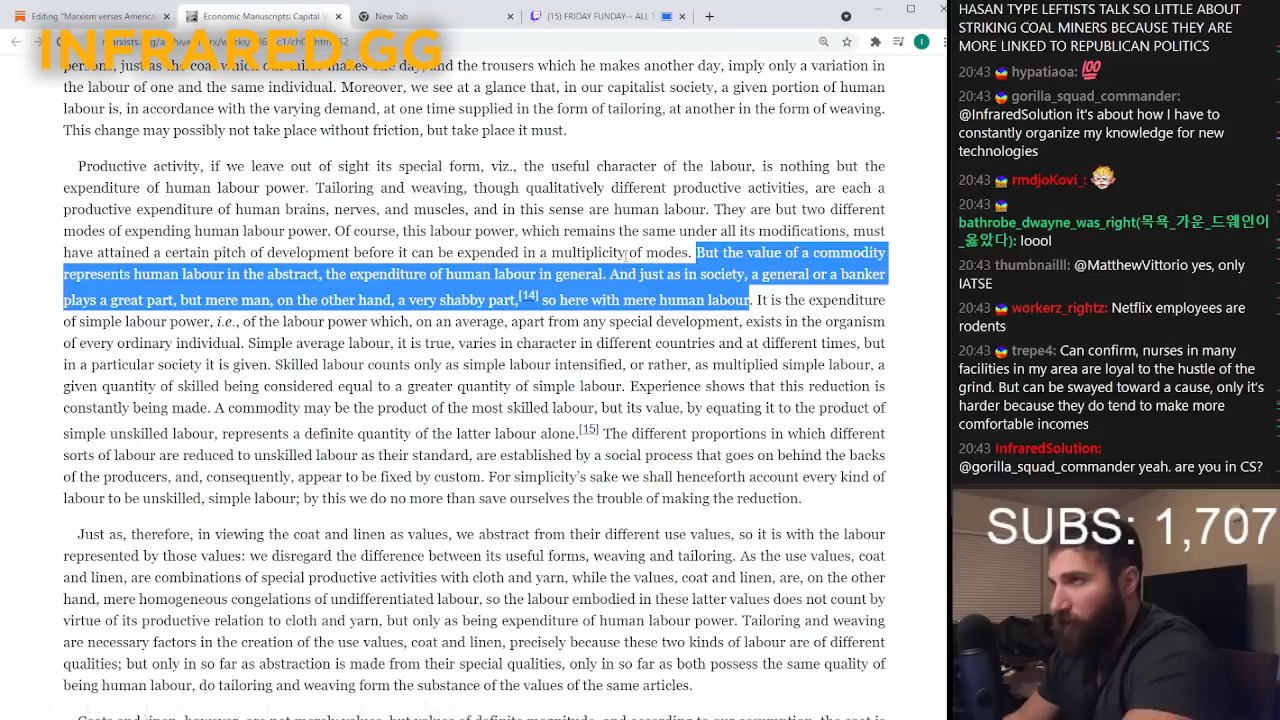 Editing "Marxism verses Americ
Economic Manuscripts: Capital V
New Tab
(15) FRIDAY FUNDAY-- ALL T
INFRARED.GG
just as the coat which our tailor makes one day, and the trousers which he makes another day, imply only a variation in
the labour of one and the same individual. Moreover, we see at a glance that, in our capitalist society, a given portion of human
labour is, in accordance with the varying demand, at one time supplied in the form of tailoring, at another in the form of weaving.
This change may possibly not take place without friction, but take place it must.
Productive activity, if we leave out of sight its special form, viz., the useful character of the labour, is nothing but the
expenditure of human labour power. Tailoring and weaving, though qualitatively different productive activities, are each a
productive expenditure of human brains, nerves, and muscles, and in this sense are human labour. They are but two different
modes of expending human labour power. Of course, this labour power, which remains the same under all its modifications, must
have attained a certain pitch of development before it can be expended in a multiplicity of modes. But the value of a commodity
represents human labour in the abstract, the expenditure of human labour in general. And just as in society, a general or a banker
plays a great part, but mere man, on the other hand, a very shabby part,[14] so here with mere human labour. It is the expenditure
of simple labour power, i.e., of the labour power which, on an average, apart from any special development, exists in the organism
of every ordinary individual. Simple average labour, it is true, varies in character in different countries and at different times, but
in a particular society it is given. Skilled labour counts only as simple labour intensified, or rather, as multiplied simple labour, a
given quantity of skilled being considered equal to a greater quantity of simple labour. Experience shows that this reduction is
constantly being made. A commodity may be the product of the most skilled labour, but its value, by equating it to the product of
simple unskilled labour, represents a definite quantity of the latter labour alone.[15] The different proportions in which different
sorts of labour are reduced to unskilled labour as their standard, are established by a social process that goes on behind the backs
of the producers, and, consequently, appear to be fixed by custom. For simplicity's sake we shall henceforth account every kind of
labour to be unskilled, simple labour; by this we do no more than save ourselves the trouble of making the reduction.
Just as, therefore, in viewing the coat and linen as values, we abstract from their different use values, so it is with the labour
represented by those values: we disregard the difference between its useful forms, weaving and tailoring. As the use values, coat
and linen, are combinations of special productive activities with cloth and yarn, while the values, coat and linen, are, on the other
hand, mere homogeneous congelations of undifferentiated labour, so the labour embodied in these latter values does not count by
virtue of its productive relation to cloth and yarn, but only as being expenditure of human labour power. Tailoring and weaving
are necessary factors in the creation of the use values, coat and linen, precisely because these two kinds of labour are of different
qualities; but only in so far as abstraction is made from their special qualities, only in so far as both possess the same quality of
being human labour, do tailoring and weaving form the substance of the values of the same articles.
HASAN TYPE LEFTISTS TALK SO LITTLE ABOUT
STRIKING COAL MINERS BECAUSE THEY ARE
MORE LINKED TO REPUBLICAN POLITICS
20:43 hypatiaoa: 100
20:43 gorilla_squad_commander:
@InfraredSolution it's about how I have to
constantly organize my knowledge for new
technologies
20:43 rmdjoKovi_:
20:43
bathrobe_dwayne_was_right(목욕_가운_드웨인이
_옳았다): loool
20:43 thumbnailll: @MatthewVittorio yes, only
IATSE
20:43 workerz_rightz: Netflix employees are
rodents
20:43 trepe4: Can confirm, nurses in many
facilities in my area are loyal to the hustle of the
grind. But can be swayed toward a cause, only it's
harder because they do tend to make more
comfortable incomes
20:43 InfraredSolution:
@gorilla_squad_commander yeah. are you in CS?
SUBS: 1,707